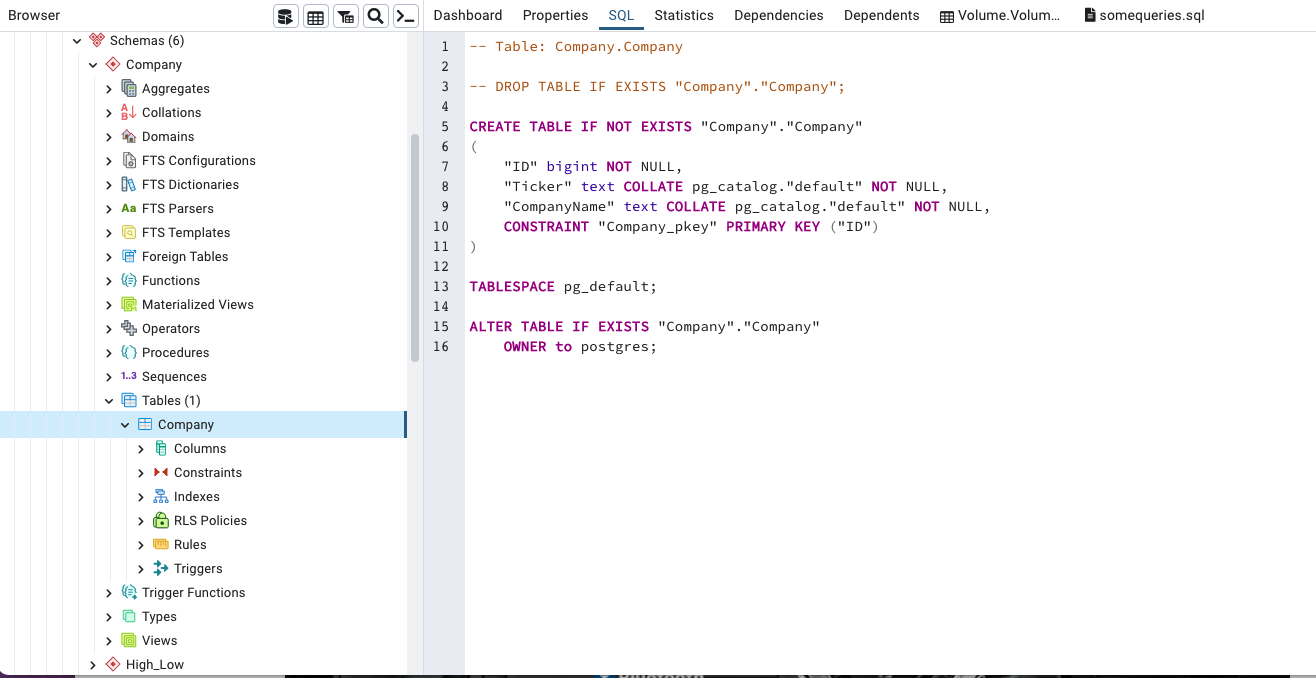 Browser
Dashboard Properties SQL Statistics Dependencies Dependents Volume.Volum... somequeries.sql
Schemas (6)
Company
Aggregates
Collations
Domains
FTS Configurations
FTS Dictionaries
Aa FTS Parsers
FTS Templates
Foreign Tables
Functions
Materialized Views
Operators
Procedures
1..3 Sequences
Tables (1)
Company
Columns
Constraints
Indexes
RLS Policies
Rules
Triggers
Trigger Functions
Types
Views
High_Low
1 -- Table: Company.Company
2
3 -- DROP TABLE IF EXISTS "Company"."Company";
4
5 CREATE TABLE IF NOT EXISTS "Company"."Company"
6 (
7 "ID" bigint NOT NULL,
8 "Ticker" text COLLATE pg_catalog."default" NOT NULL,
9 "CompanyName" text COLLATE pg_catalog."default" NOT NULL,
10 CONSTRAINT "Company_pkey" PRIMARY KEY ("ID")
11 )
12
13 TABLESPACE pg_default;
14
15 ALTER TABLE IF EXISTS "Company"."Company"
16 OWNER to postgres;